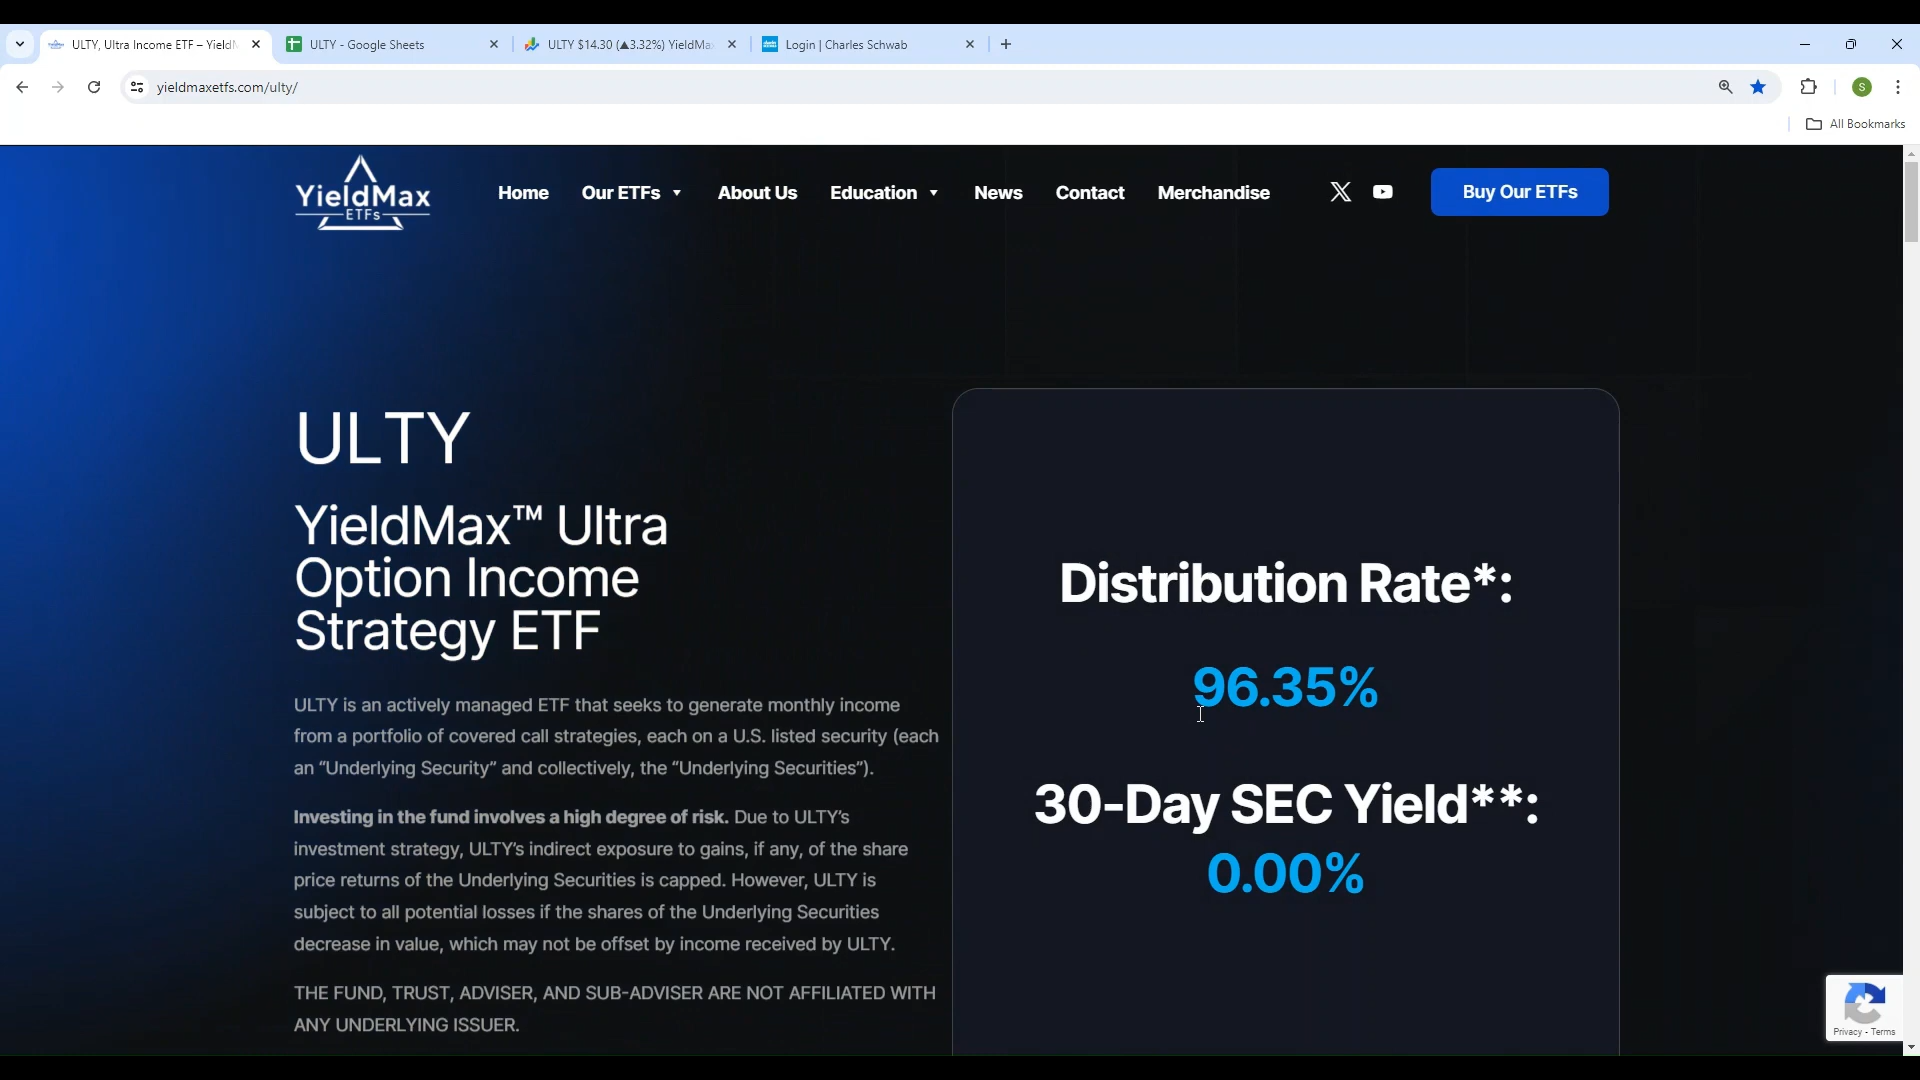 ULTY, Ultra Income ETF – Yield
ULTY - Google Sheets
ULTY $14.30 (▲3.32%) YieldMa
Login | Charles Schwab
yieldmaxetfs.com/ulty/
S
All Bookmarks
YieldMax
ETFs
Home
Our ETFs
About Us
Education
News
Contact
Merchandise
Buy Our ETFs
ULTY
YieldMax™ Ultra
Option Income
Strategy ETF
ULTY is an actively managed ETF that seeks to generate monthly income
from a portfolio of covered call strategies, each on a U.S. listed security (each
an “Underlying Security” and collectively, the “Underlying Securities”).
Investing in the fund involves a high degree of risk. Due to ULTY’s
investment strategy, ULTY’s indirect exposure to gains, if any, of the share
price returns of the Underlying Securities is capped. However, ULTY is
subject to all potential losses if the shares of the Underlying Securities
decrease in value, which may not be offset by income received by ULTY.
THE FUND, TRUST, ADVISER, AND SUB-ADVISER ARE NOT AFFILIATED WITH
ANY UNDERLYING ISSUER.
Distribution Rate*:
96.35%
30-Day SEC Yield**:
0.00%
Privacy - Terms